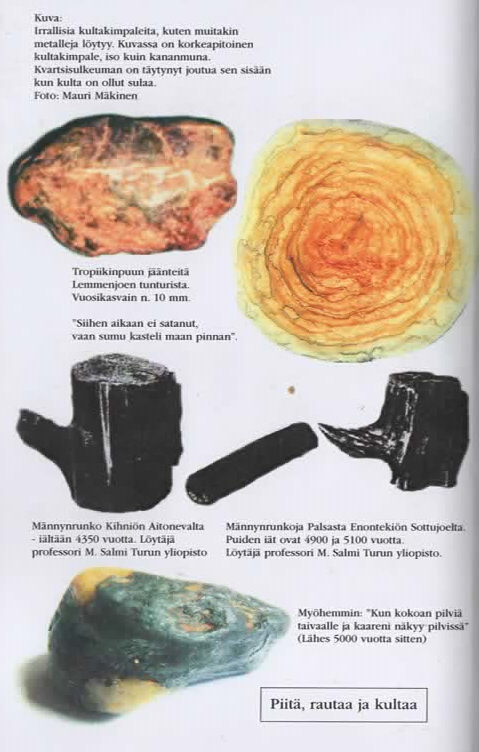 Kuva:
Irrallisia kultakimpaleita, kuten muitakin
metalleja löytyy. Kuvassa on korkeapitoinen
kultakimpale, iso kuin kananmuna.
Kvartsisulkeuman on täytynyt joutua sen sisään
kun kulta on ollut sulaa.
Foto: Mauri Mäkinen
Tropiikinpuun jäänteitä
Lemmenjoen tunturista.
Vuosikasvain n. 10 mm.
"Siihen aikaan ei satanut,
vaan sumu kasteli maan pinnan".
Männynrunko Kihniön Aitonevalta
- iältään 4350 vuotta. Löytäjä
professori M. Salmi Turun yliopisto
Männynrunkoja Palsasta Enontekiön Sottujoelta.
Puiden iät ovat 4900 ja 5100 vuotta.
Löytäjä professori M. Salmi Turun yliopisto.
Myöhemmin: "Kun kokoan pilviä
taivaalle ja kaareni näkyy pilvissä"
(Lähes 5000 vuotta sitten)
Piitä, rautaa ja kultaa